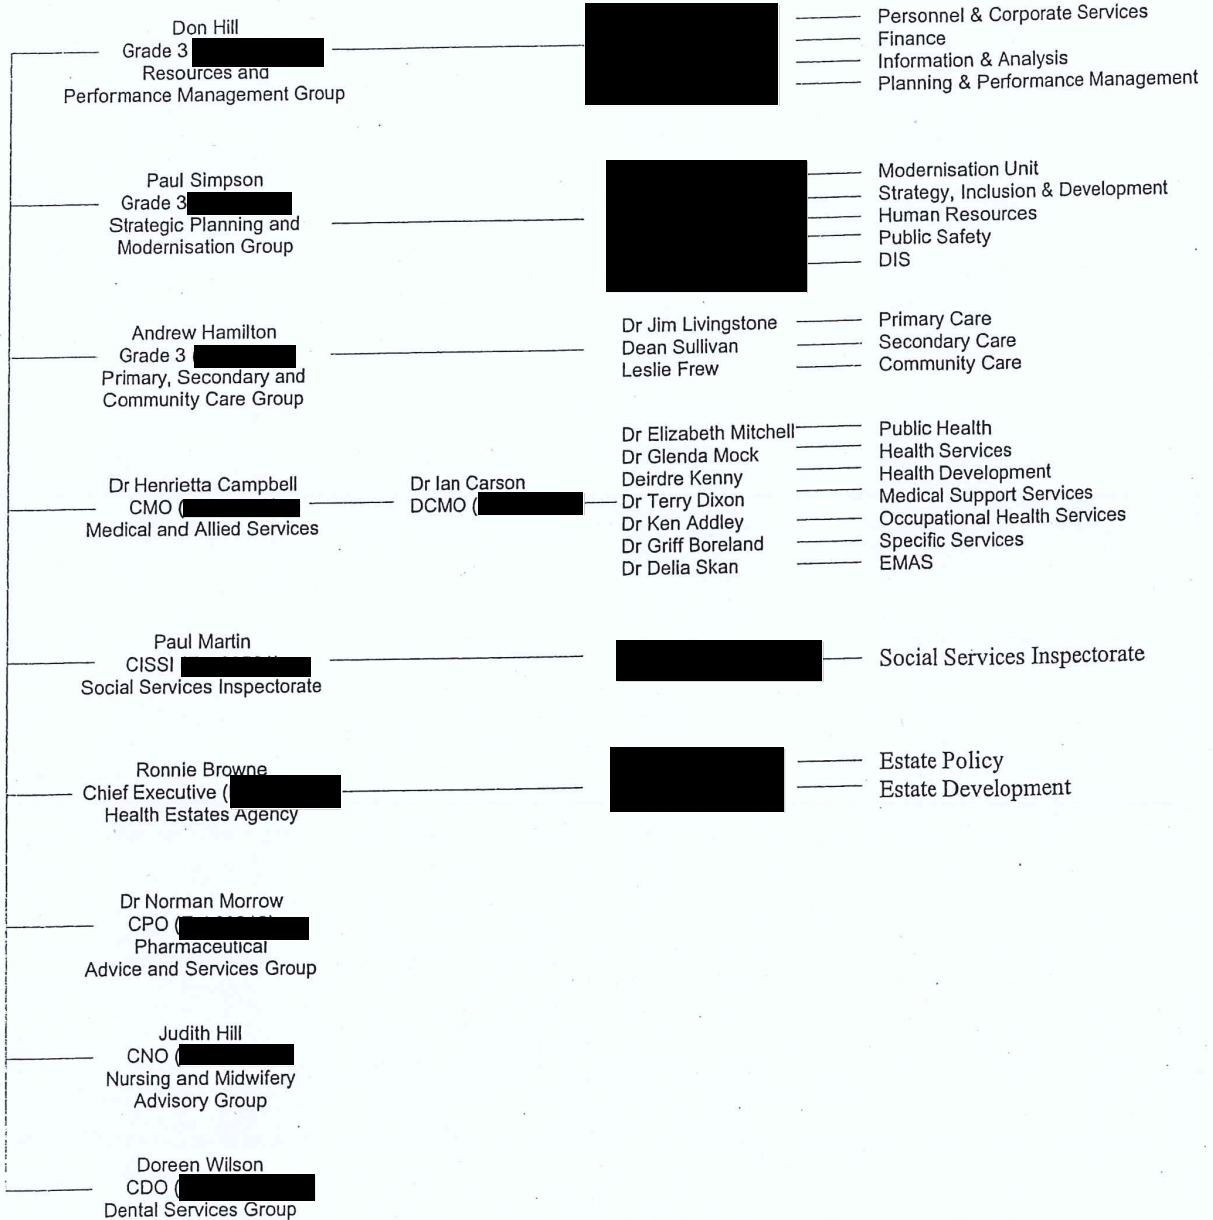 Don Hill
Grade 3
Resources and
Performance Management Group
Personnel & Corporate Services
Finance
Information & Analysis
Planning & Performance Management
Paul Simpson
Grade 3
Strategic Planning and
Modernisation Group
Modernisation Unit
Strategy, Inclusion & Development
Human Resources
Public Safety
DIS
Andrew Hamilton
Grade 3 (
Primary, Secondary and
Community Care Group
Dr Jim Livingstone
Dean Sullivan
Leslie Frew
Primary Care
Secondary Care
Community Care
Dr Henrietta Campbell
CMO (
Medical and Allied Services
Dr Ian Carson
DCMO (
Dr Elizabeth Mitchell
Dr Glenda Mock
Deirdre Kenny
Dr Terry Dixon
Dr Ken Addley
Dr Griff Boreland
Dr Delia Skan
Public Health
Health Services
Health Development
Medical Support Services
Occupational Health Services
Specific Services
EMAS
Paul Martin
CISSI
Social Services Inspectorate
Social Services Inspectorate
Ronnie Browne
Chief Executive (
Health Estates Agency
Estate Policy
Estate Development
Dr Norman Morrow
CPO (
Pharmaceutical
Advice and Services Group
Judith Hill
CNO (
Nursing and Midwifery
Advisory Group
Doreen Wilson
CDO (
Dental Services Group